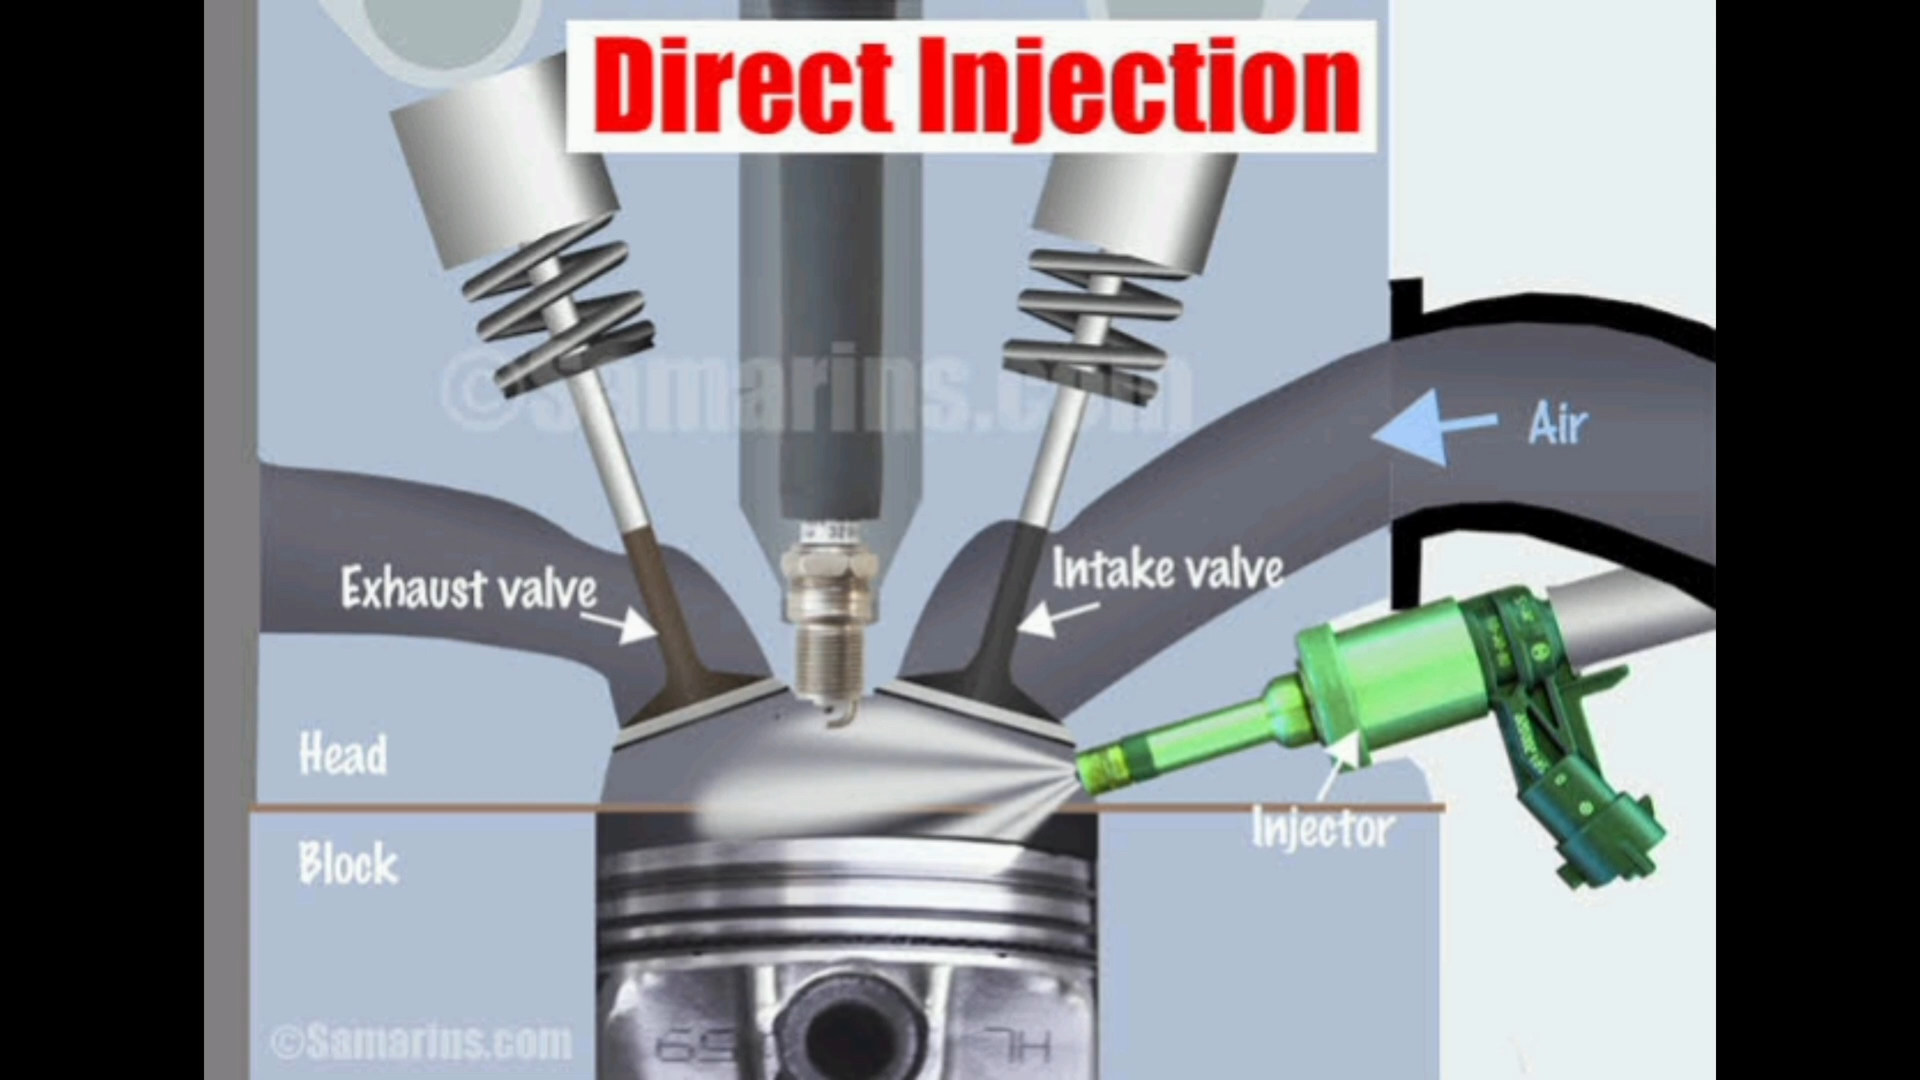 Direct Injection
©Samarins.com
Air
Intake valve
Exhaust valve
Head
Injector
Block
©Samarins.com